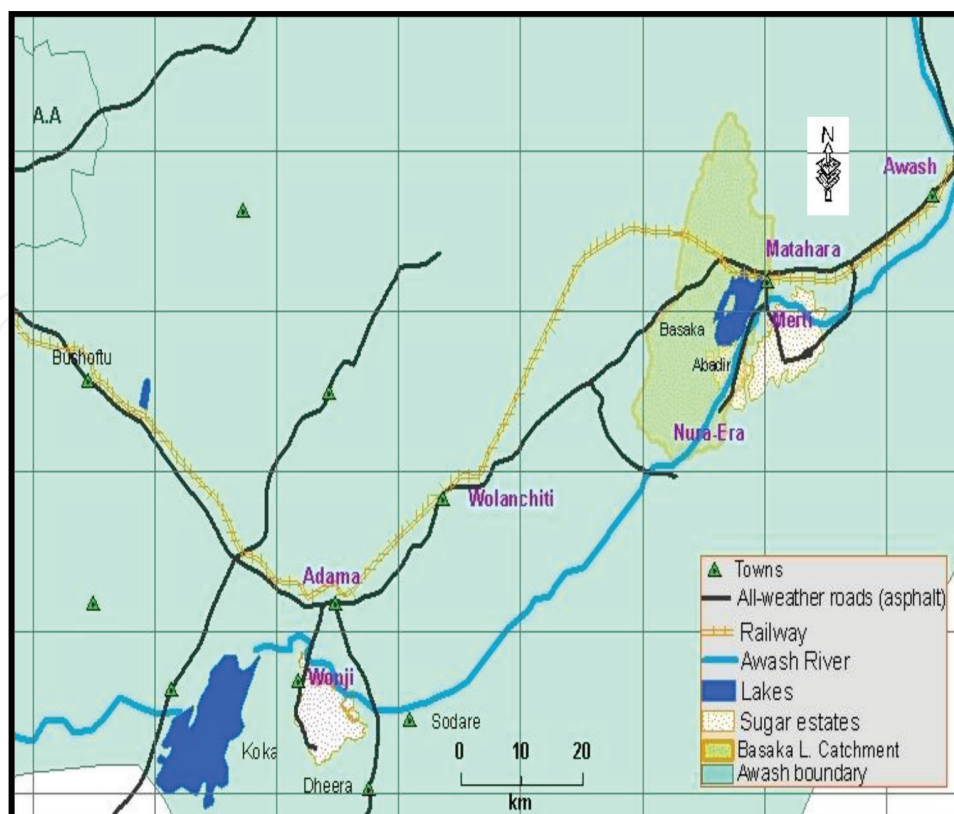 A.A
N
Awash
Matahara
Merti
Basaka
Abadir
Bushoftu
Nura-Era
Wolanchiti
Adama
Wonji
Sodare
Koka
Dheera
0 10 20
km
Towns
All-weather roads (asphalt)
Railway
Awash River
Lakes
Sugar estates
Basaka L. Catchment
Awash boundary